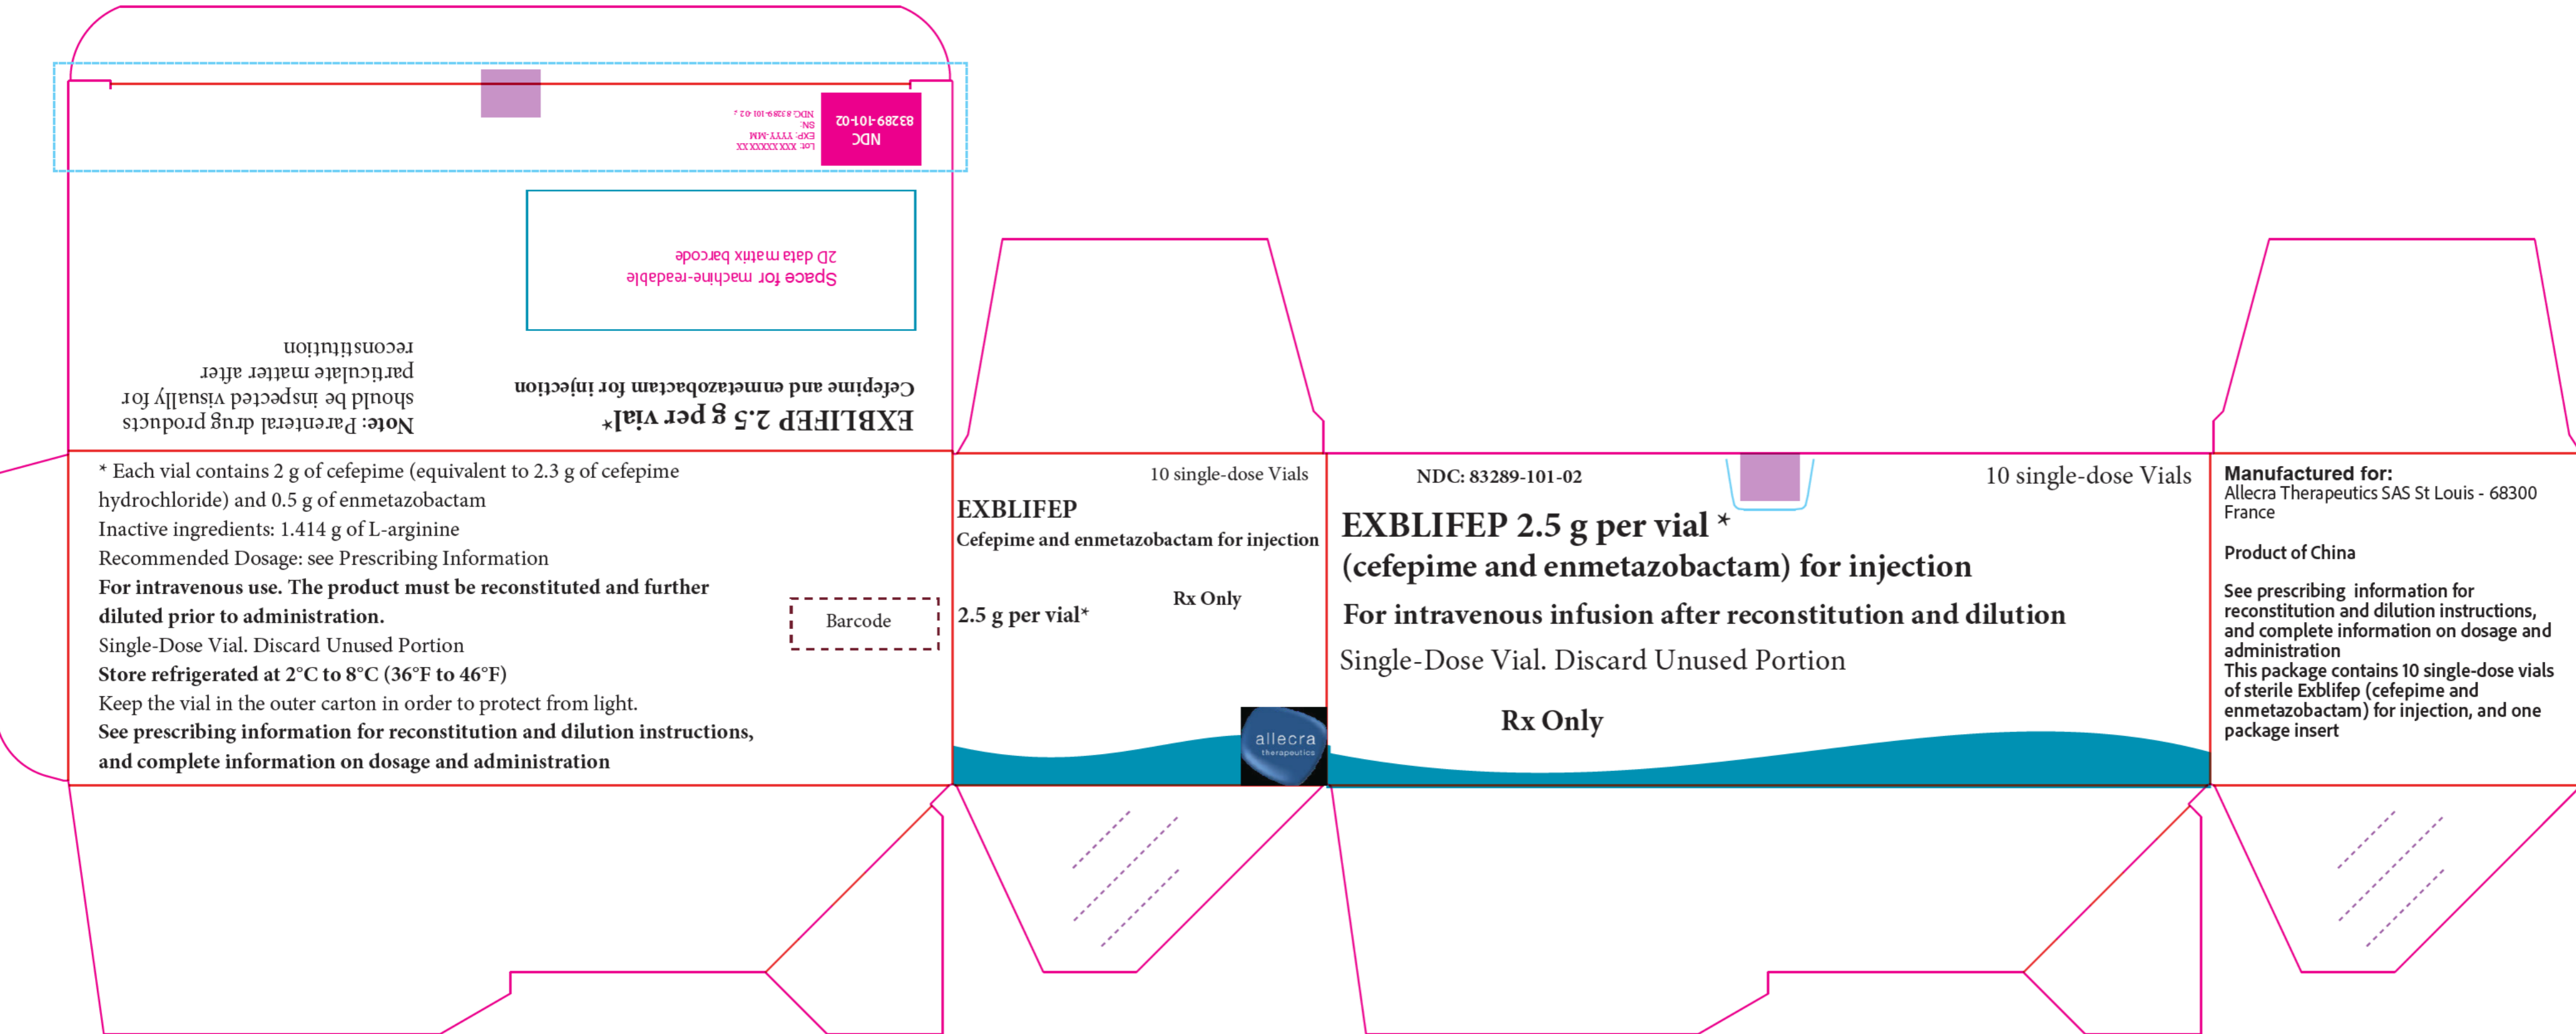 NDC
83289-101-02
Lot: XXXXXXXXXX
EXP: YYYY-MM
SN:
NDC: 83289-101-02
Space for machine-readable
2D data matrix barcode
EXBLIFEP 2.5 g per vial*
Cefepime and enmetazobactam for injection
Note: Parenteral drug products
should be inspected visually for
particulate matter after
reconstitution
* Each vial contains 2 g of cefepime (equivalent to 2.3 g of cefepime
hydrochloride) and 0.5 g of enmetazobactam
Inactive ingredients: 1.414 g of L-arginine
Recommended Dosage: see Prescribing Information
For intravenous use. The product must be reconstituted and further
diluted prior to administration.
Single-Dose Vial. Discard Unused Portion
Store refrigerated at 2°C to 8°C (36°F to 46°F)
Keep the vial in the outer carton in order to protect from light.
See prescribing information for reconstitution and dilution instructions,
and complete information on dosage and administration
Barcode
10 single-dose Vials
EXBLIFEP
Cefepime and enmetazobactam for injection
Rx Only
2.5 g per vial*
allecra
therapeutics
NDC: 83289-101-02
10 single-dose Vials
EXBLIFEP 2.5 g per vial *
(cefepime and enmetazobactam) for injection
For intravenous infusion after reconstitution and dilution
Single-Dose Vial. Discard Unused Portion
Rx Only
Manufactured for:
Allecra Therapeutics SAS St Louis - 68300
France
Product of China
See prescribing information for
reconstitution and dilution instructions,
and complete information on dosage and
administration
This package contains 10 single-dose vials
of sterile Exblifep (cefepime and
enmetazobactam) for injection, and one
package insert